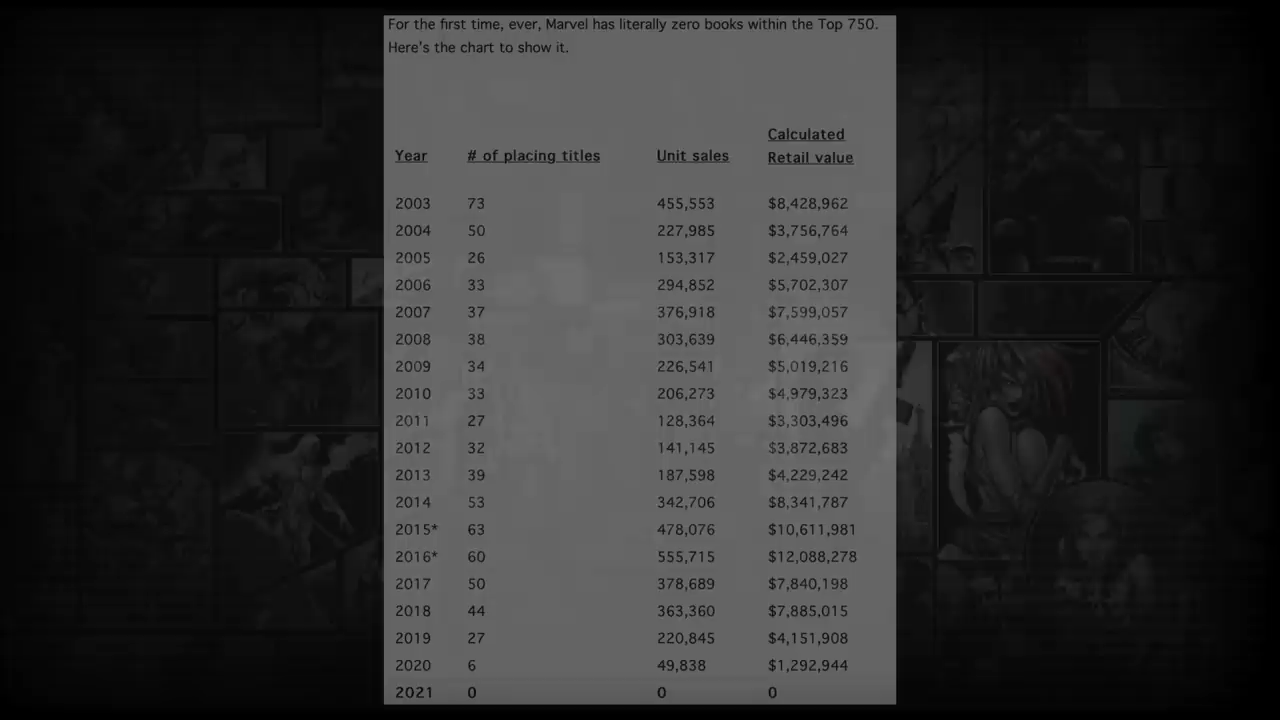 For the first time, ever, Marvel has literally zero books within the Top 750.
Here's the chart to show it.
Calculated
Year # of placing titles Unit sales Retail value
2003 73 455,553 $8,428,962
2004 50 227,985 $3,756,764
2005 26 153,317 $2,459,027
2006 33 294,852 $5,702,307
2007 37 376,918 $7,599,057
2008 38 303,639 $6,446,359
2009 34 226,541 $5,019,216
2010 33 206,273 $4,979,323
2011 27 128,364 $3,303,496
2012 32 141,145 $3,872,683
2013 39 187,598 $4,229,242
2014 53 342,706 $8,341,787
2015* 63 478,076 $10,611,981
2016* 60 555,715 $12,088,278
2017 50 378,689 $7,840,198
2018 44 363,360 $7,885,015
2019 27 220,845 $4,151,908
2020 6 49,838 $1,292,944
2021 0 0 0